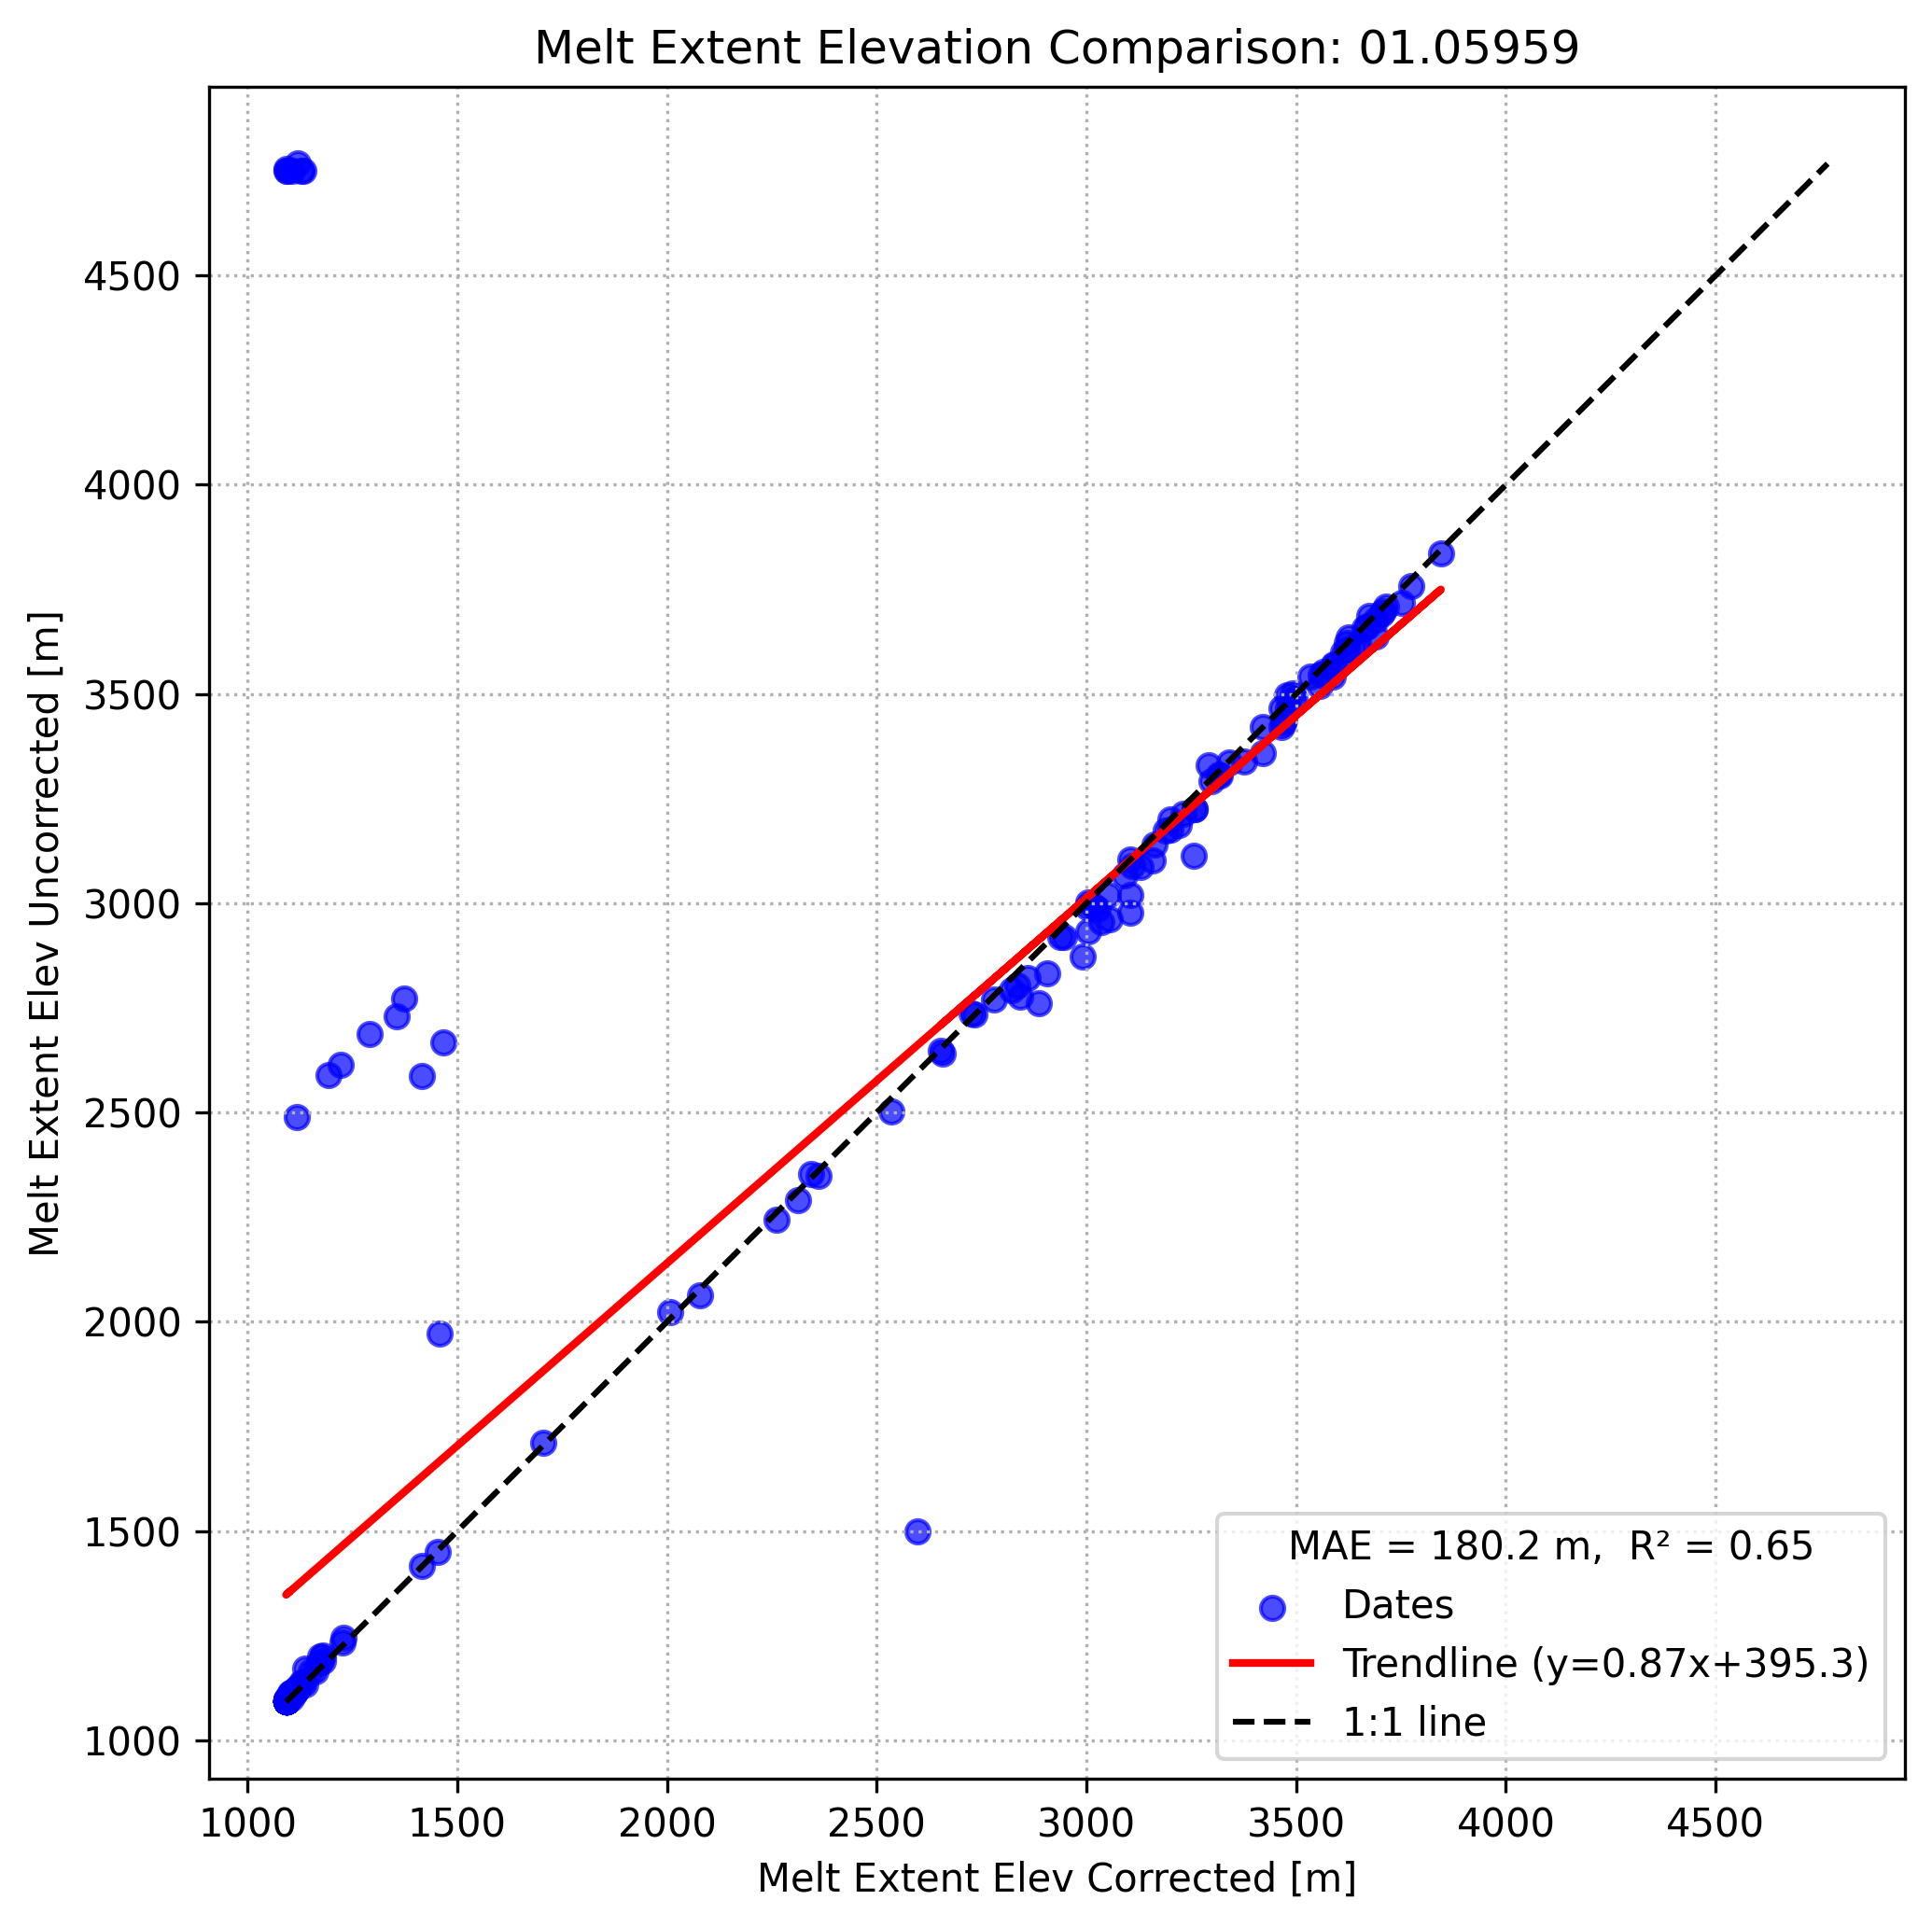 Melt Extent Elevation Comparison: 01.05959
Melt Extent Elev Uncorrected [m]
4500
4000
3500
3000
2500
2000
1500
1000
MAE = 180.2 m, R² = 0.65
Dates
Trendline (y=0.87x+395.3)
1:1 line
1000 1500 2000 2500 3000 3500 4000 4500
Melt Extent Elev Corrected [m]